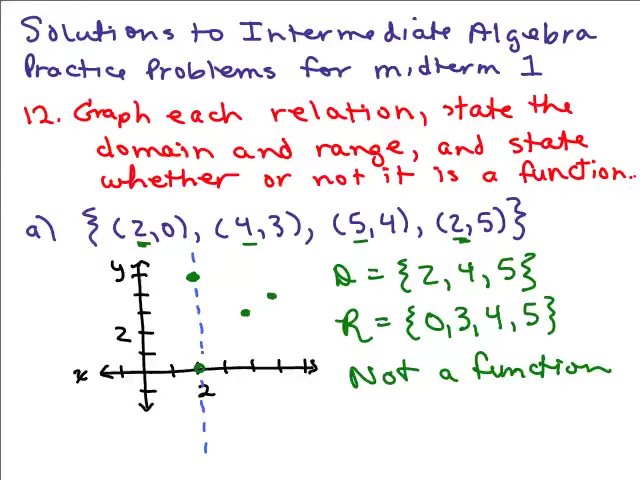 Solutions to Intermediate Algebra
Practice Problems for midterm 1
12. Graph each relation, state the
domain and range, and state
whether or not it is a function..
a) {(2,0), (4,3), (5,4), (2,5)}
y
2
x
2
D = {2, 4, 5}
R = {0, 3, 4, 5}
Not a function